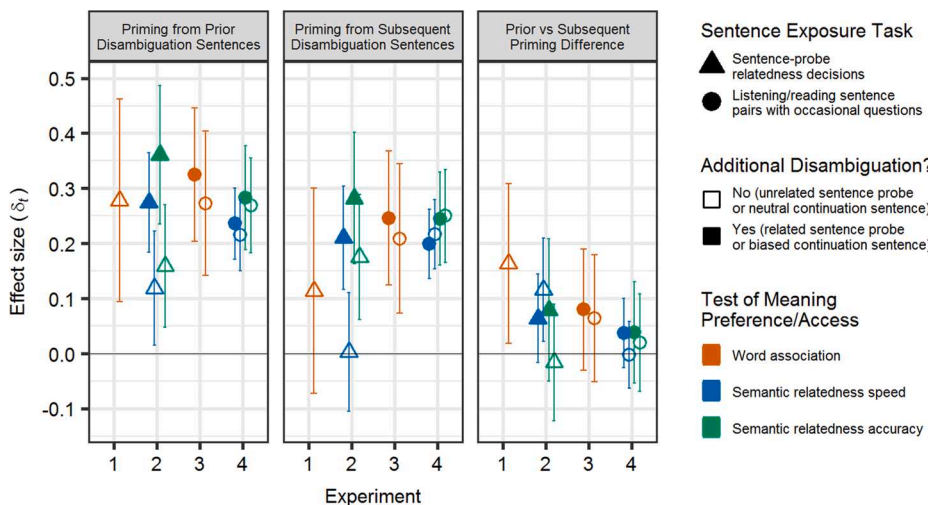 Priming from Prior
Disambiguation Sentences
Priming from Subsequent
Disambiguation Sentences
Prior vs Subsequent
Priming Difference
Effect size (δt)
0.5
0.4
0.3
0.2
0.1
0.0
-0.1
1 2 3 4
1 2 3 4
1 2 3 4
Experiment
Sentence Exposure Task
Sentence-probe
relatedness decisions
Listening/reading sentence
pairs with occasional questions
Additional Disambiguation?
No (unrelated sentence probe
or neutral continuation sentence)
Yes (related sentence probe
or biased continuation sentence)
Test of Meaning
Preference/Access
Word association
Semantic relatedness speed
Semantic relatedness accuracy